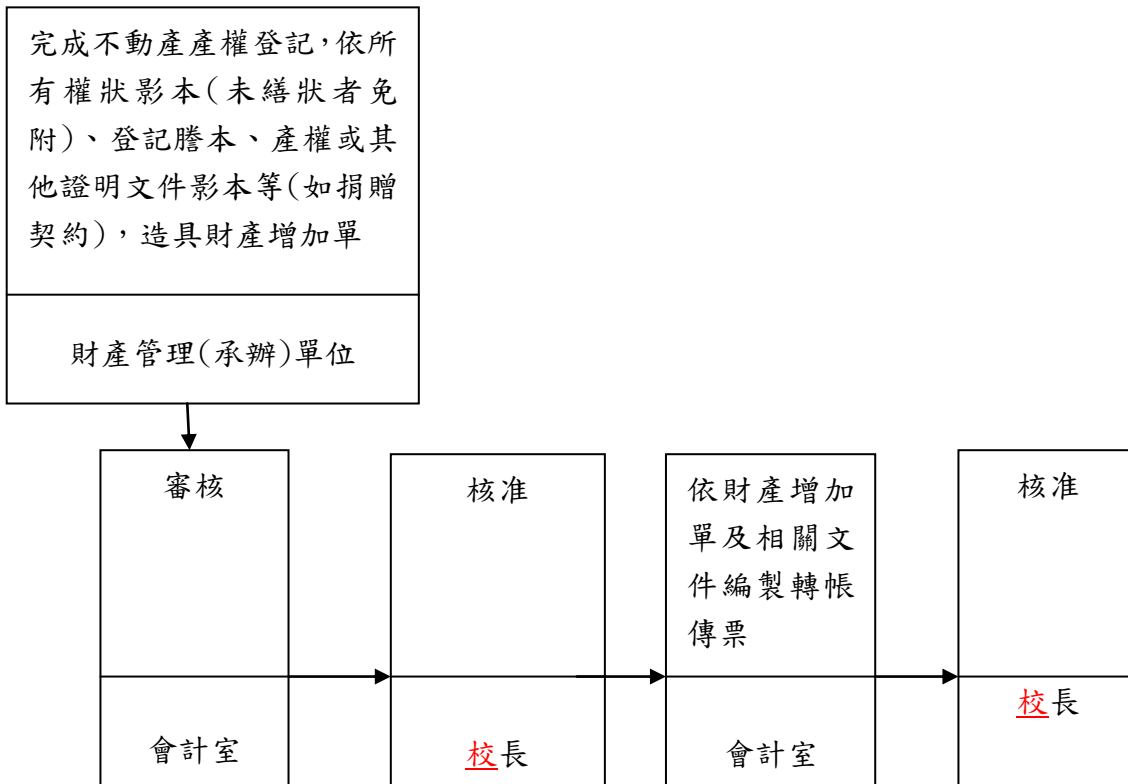 完成不動產產權登記，依所
有權狀影本(未繕狀者免
附)、登記謄本、產權或其
他證明文件影本等(如捐贈
契約)，造具財產增加單
財產管理(承辦)單位
審核
會計室
核准
校長
依財產增加
單及相關文
件編製轉帳
傳票
會計室
核准
校長